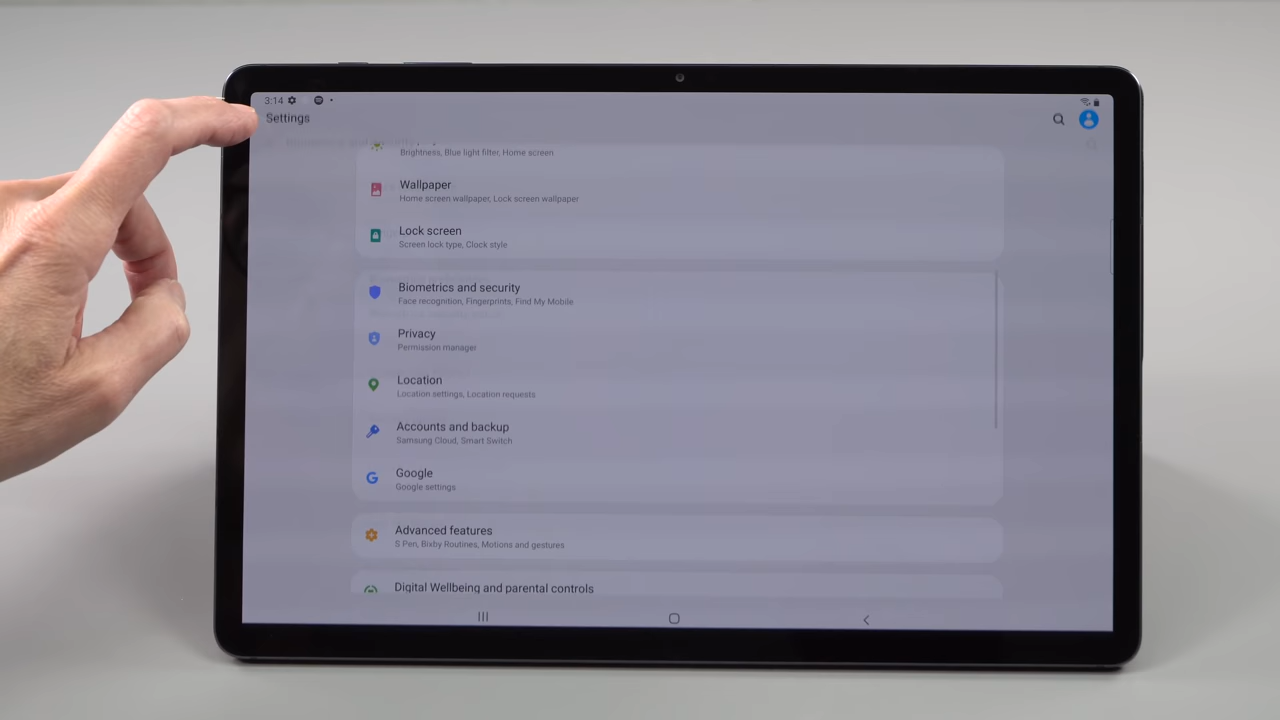 3:14
Settings
Brightness, Blue light filter, Home screen
Wallpaper
Home screen wallpaper, Lock screen wallpaper
Lock screen
Screen lock type, Clock style
Biometrics and security
Face recognition, Fingerprints, Find My Mobile
Privacy
Permission manager
Location
Location settings, Location requests
Accounts and backup
Samsung Cloud, Smart Switch
Google
Google settings
Advanced features
S Pen, Bixby Routines, Motions and gestures
Digital Wellbeing and parental controls